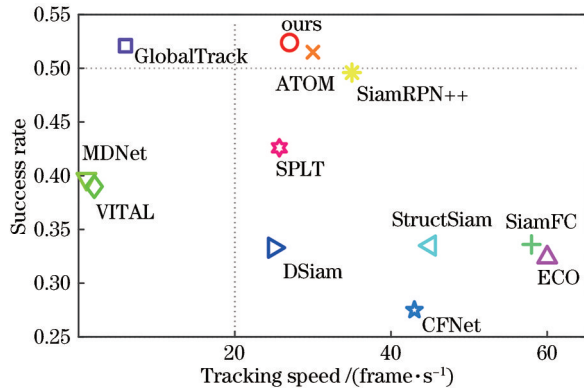 0.55
0.50
0.45
0.40
0.35
0.30
0.25
Success rate
ours
GlobalTrack
ATOM
SiamRPN++
MDNet
SPLT
VITAL
StructSiam
SiamFC
DSiam
ECO
CFNet
20
40
60
Tracking speed /(frame·s⁻¹)